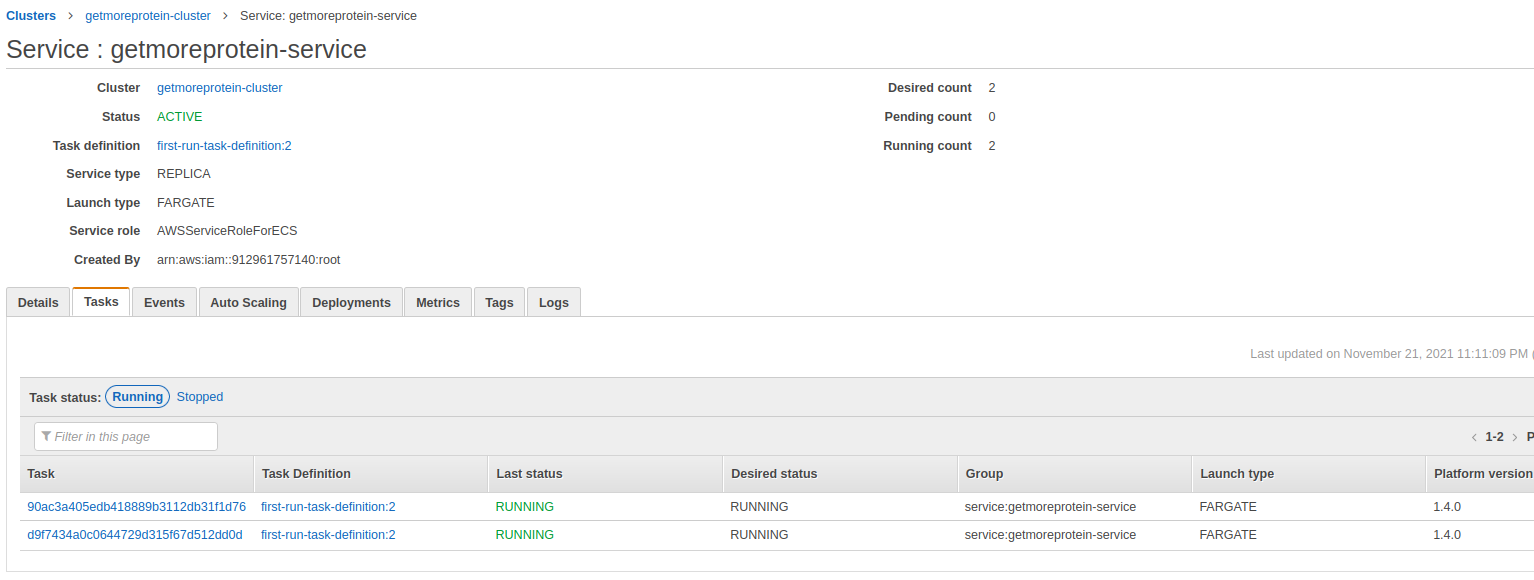 Clusters > getmoreprotein-cluster > Service: getmoreprotein-service
Service : getmoreprotein-service
Cluster getmoreprotein-cluster Desired count 2
Status ACTIVE Pending count 0
Task definition first-run-task-definition:2 Running count 2
Service type REPLICA
Launch type FARGATE
Service role AWSServiceRoleForECS
Created By arn:aws:iam::912961757140:root
Details Tasks Events Auto Scaling Deployments Metrics Tags Logs
Last updated on November 21, 2021 11:11:09 PM (
Task status: Running Stopped
Filter in this page < 1-2 > P
Task Task Definition Last status Desired status Group Launch type Platform version
90ac3a405edb418889b3112db31f1d76 first-run-task-definition:2 RUNNING RUNNING service:getmoreprotein-service FARGATE 1.4.0
d9f7434a0c0644729d315f67d512dd0d first-run-task-definition:2 RUNNING RUNNING service:getmoreprotein-service FARGATE 1.4.0